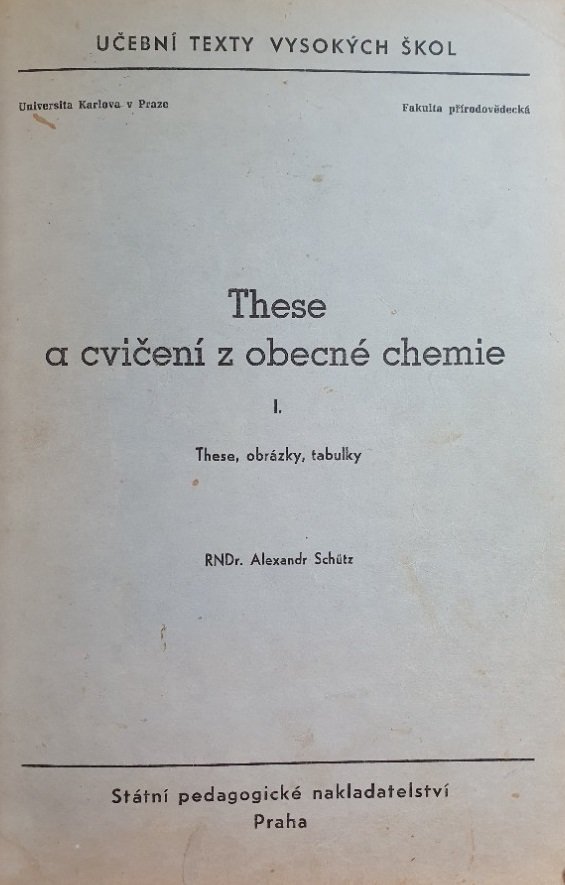 UČEBNÍ TEXTY VYSOKÝCH ŠKOL
Universita Karlova v Praze Fakulta přírodovědecká
These
a cvičení z obecné chemie
I.
These, obrázky, tabulky
RNDr. Alexandr Schütz
Státní pedagogické nakladatelství
Praha